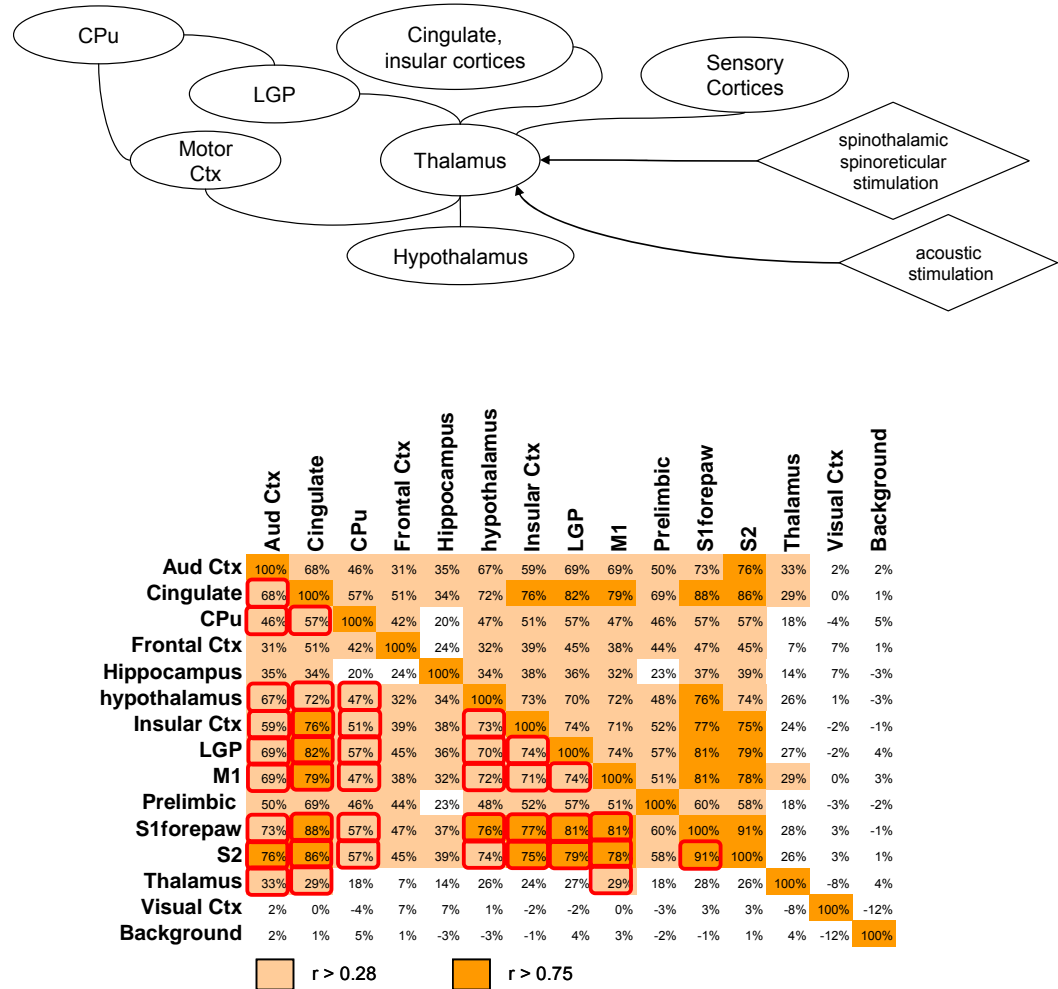 CPu
Cingulate,
insular cortices
Sensory
Cortices
LGP
Motor
Ctx
Thalamus
spinothalamic
spinoreticular
stimulation
Hypothalamus
acoustic
stimulation
Aud Ctx Cingulate CPu Frontal Ctx Hippocampus hypothalamus Insular Ctx LGP M1 Prelimbic S1forepaw S2 Thalamus Visual Ctx Background
Aud Ctx 100% 68% 46% 31% 35% 67% 59% 69% 69% 50% 73% 76% 33% 2% 2%
Cingulate 68% 100% 57% 51% 34% 72% 76% 82% 79% 69% 88% 86% 29% 0% 1%
CPu 46% 57% 100% 42% 20% 47% 51% 57% 47% 46% 57% 57% 18% -4% 5%
Frontal Ctx 31% 51% 42% 100% 24% 32% 39% 45% 38% 44% 47% 45% 7% 7% 1%
Hippocampus 35% 34% 20% 24% 100% 34% 38% 36% 32% 23% 37% 39% 14% 7% -3%
hypothalamus 67% 72% 47% 32% 34% 100% 73% 70% 72% 48% 76% 74% 26% 1% -3%
Insular Ctx 59% 76% 51% 39% 38% 73% 100% 74% 71% 52% 77% 75% 24% -2% -1%
LGP 69% 82% 57% 45% 36% 70% 74% 100% 74% 57% 81% 79% 27% -2% 4%
M1 69% 79% 47% 38% 32% 72% 71% 74% 100% 51% 81% 78% 29% 0% 3%
Prelimbic 50% 69% 46% 44% 23% 48% 52% 57% 51% 100% 60% 58% 18% -3% -2%
S1forepaw 73% 88% 57% 47% 37% 76% 77% 81% 81% 60% 100% 91% 28% 3% -1%
S2 76% 86% 57% 45% 39% 74% 75% 79% 78% 58% 91% 100% 26% 3% 1%
Thalamus 33% 29% 18% 7% 14% 26% 24% 27% 29% 18% 28% 26% 100% -8% 4%
Visual Ctx 2% 0% -4% 7% 7% 1% -2% -2% 0% -3% 3% 3% -8% 100% -12%
Background 2% 1% 5% 1% -3% -3% -1% 4% 3% -2% -1% 1% 4% -12% 100%
r > 0.28 r > 0.75